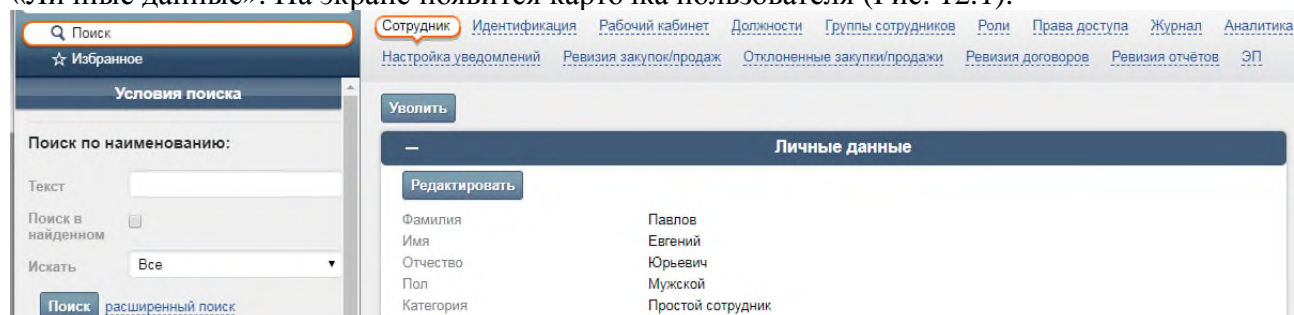 «Личные данные». На экране появится карточка пользователя (Рис. 12.1).
Поиск
Избранное
Условия поиска
Поиск по наименованию:
Текст
Поиск в найденном
Искать Все
Поиск расширенный поиск
Сотрудник Идентификация Рабочий кабинет Должности Группы сотрудников Роли Права доступа Журнал Аналитика
Настройка уведомлений Ревизия закупок/продаж Отклоненные закупки/продажи Ревизия договоров Ревизия отчётов ЭП
Уволить
Личные данные
Редактировать
Фамилия Павлов
Имя Евгений
Отчество Юрьевич
Пол Мужской
Категория Простой сотрудник